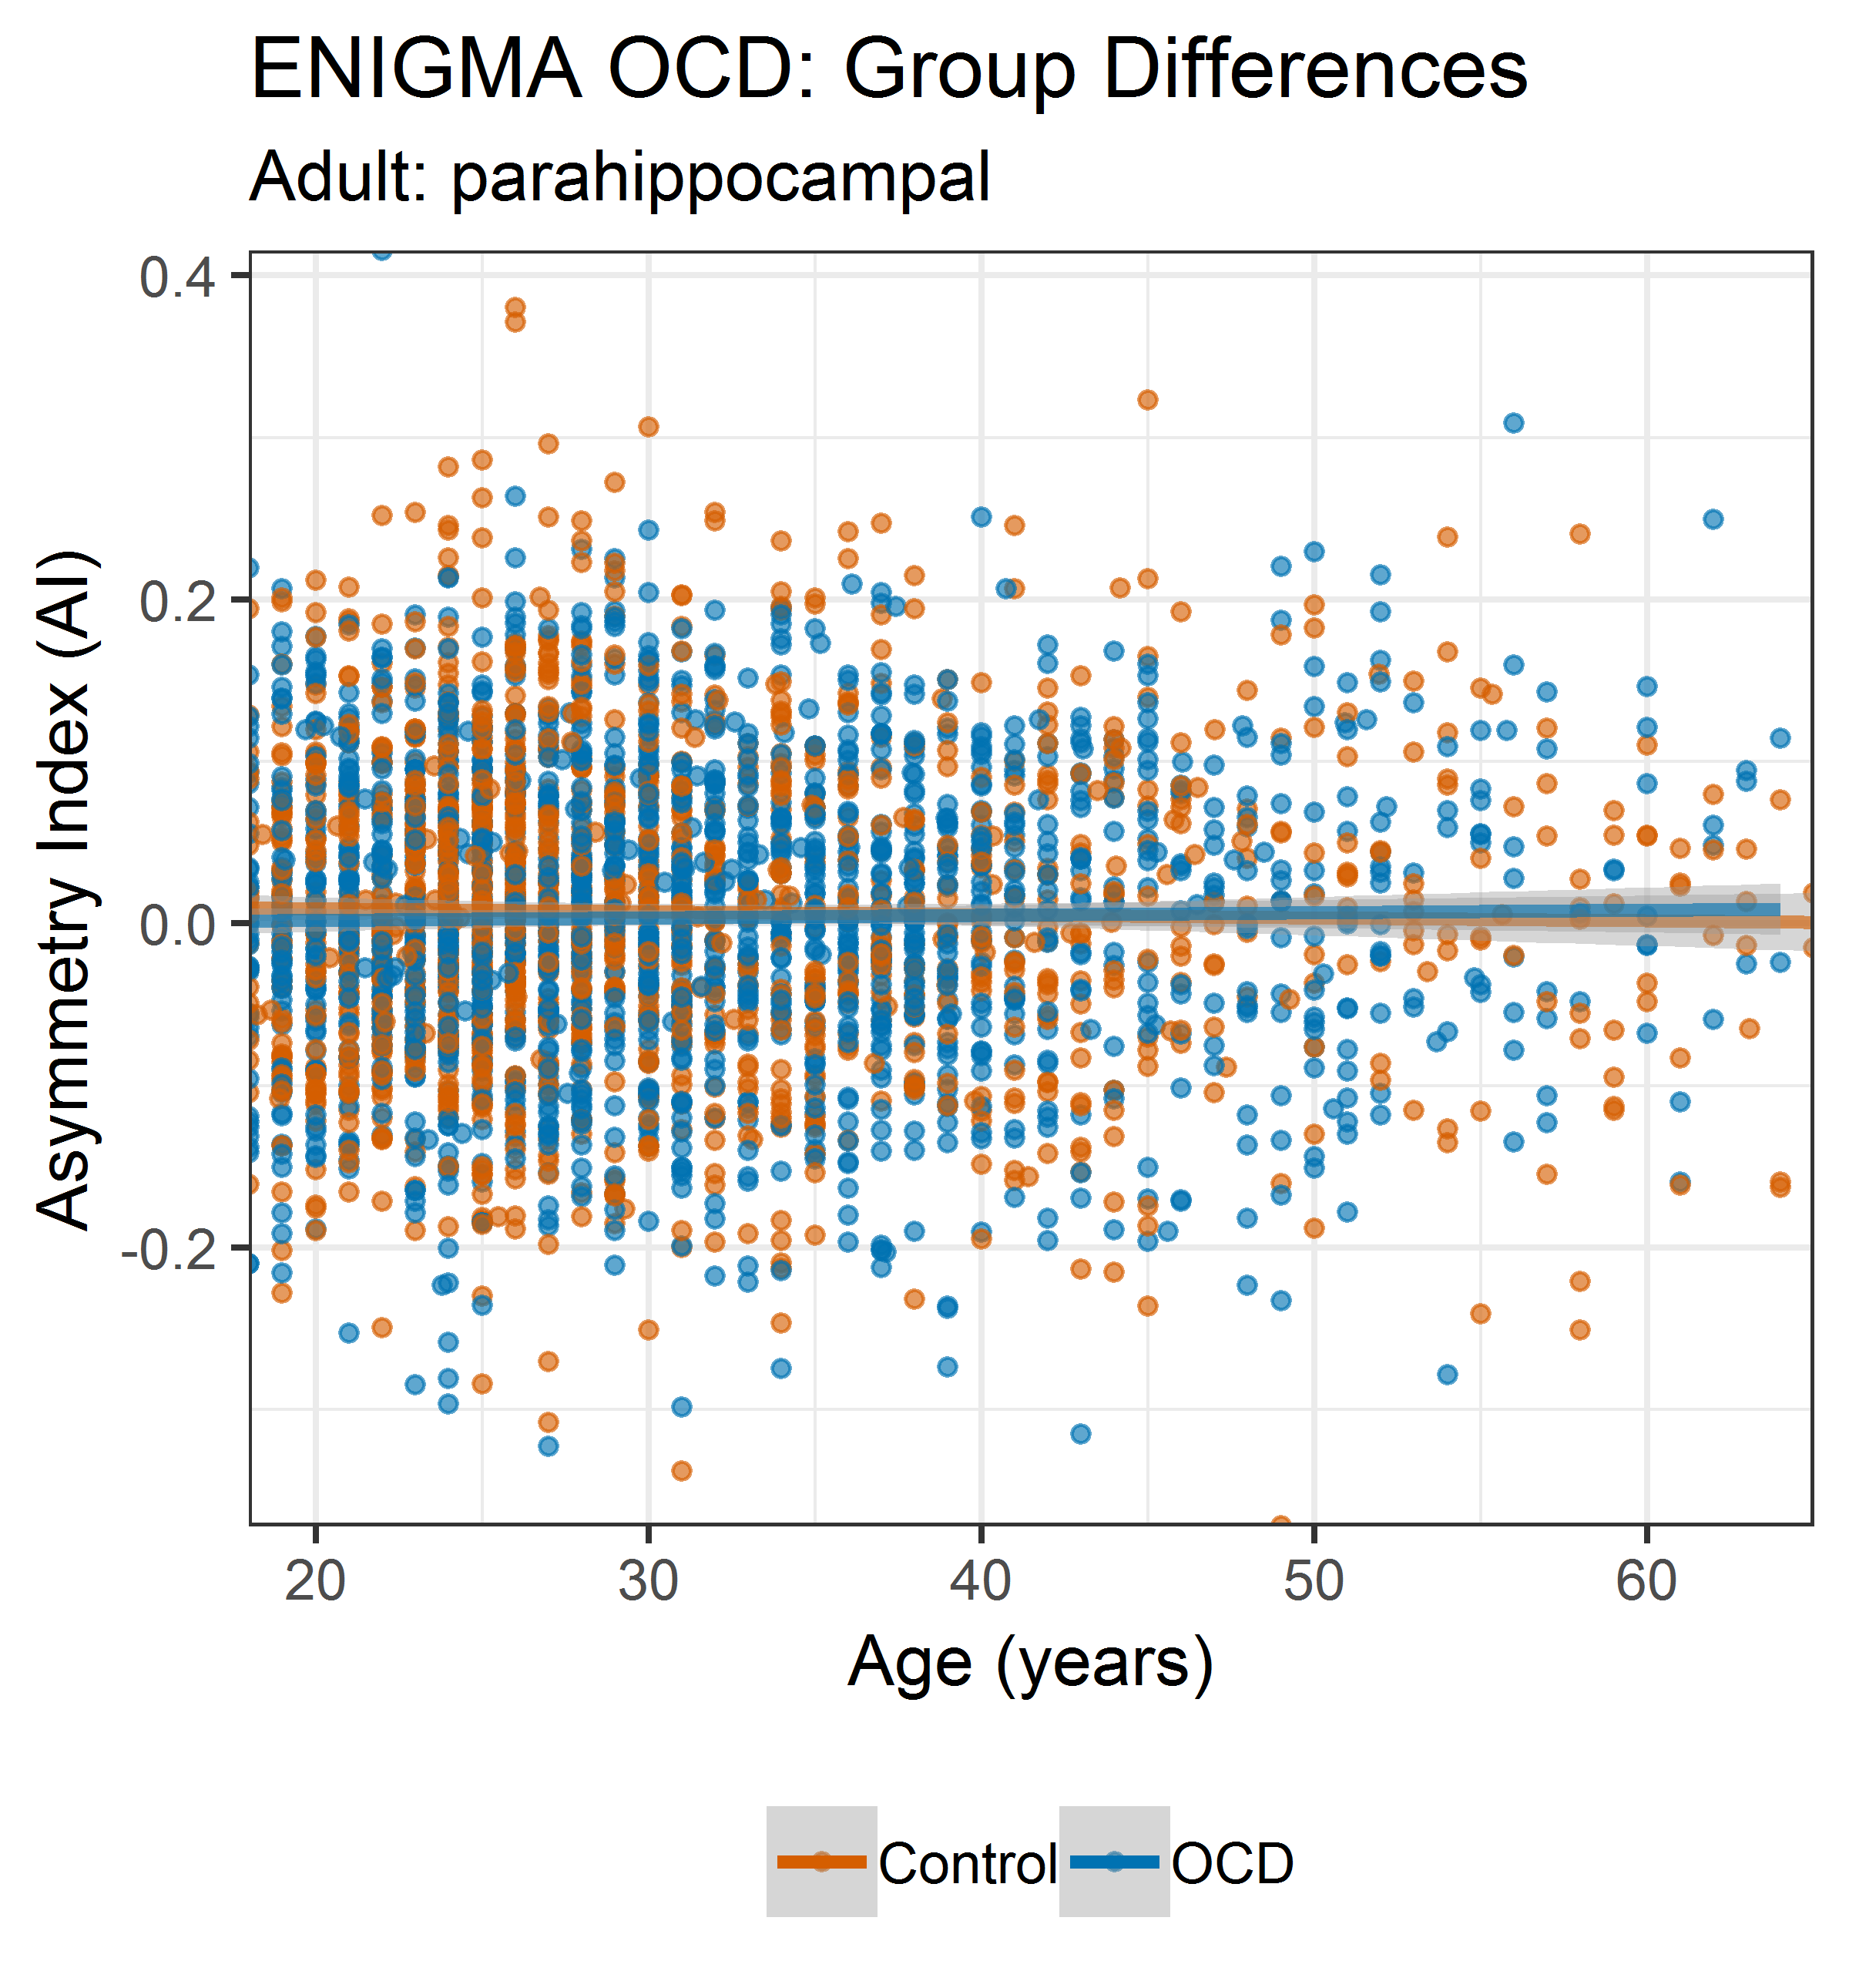 ENIGMA OCD: Group Differences
Adult: parahippocampal
Asymmetry Index (AI)
0.4
0.2
0.0
-0.2
20 30 40 50 60
Age (years)
Control OCD